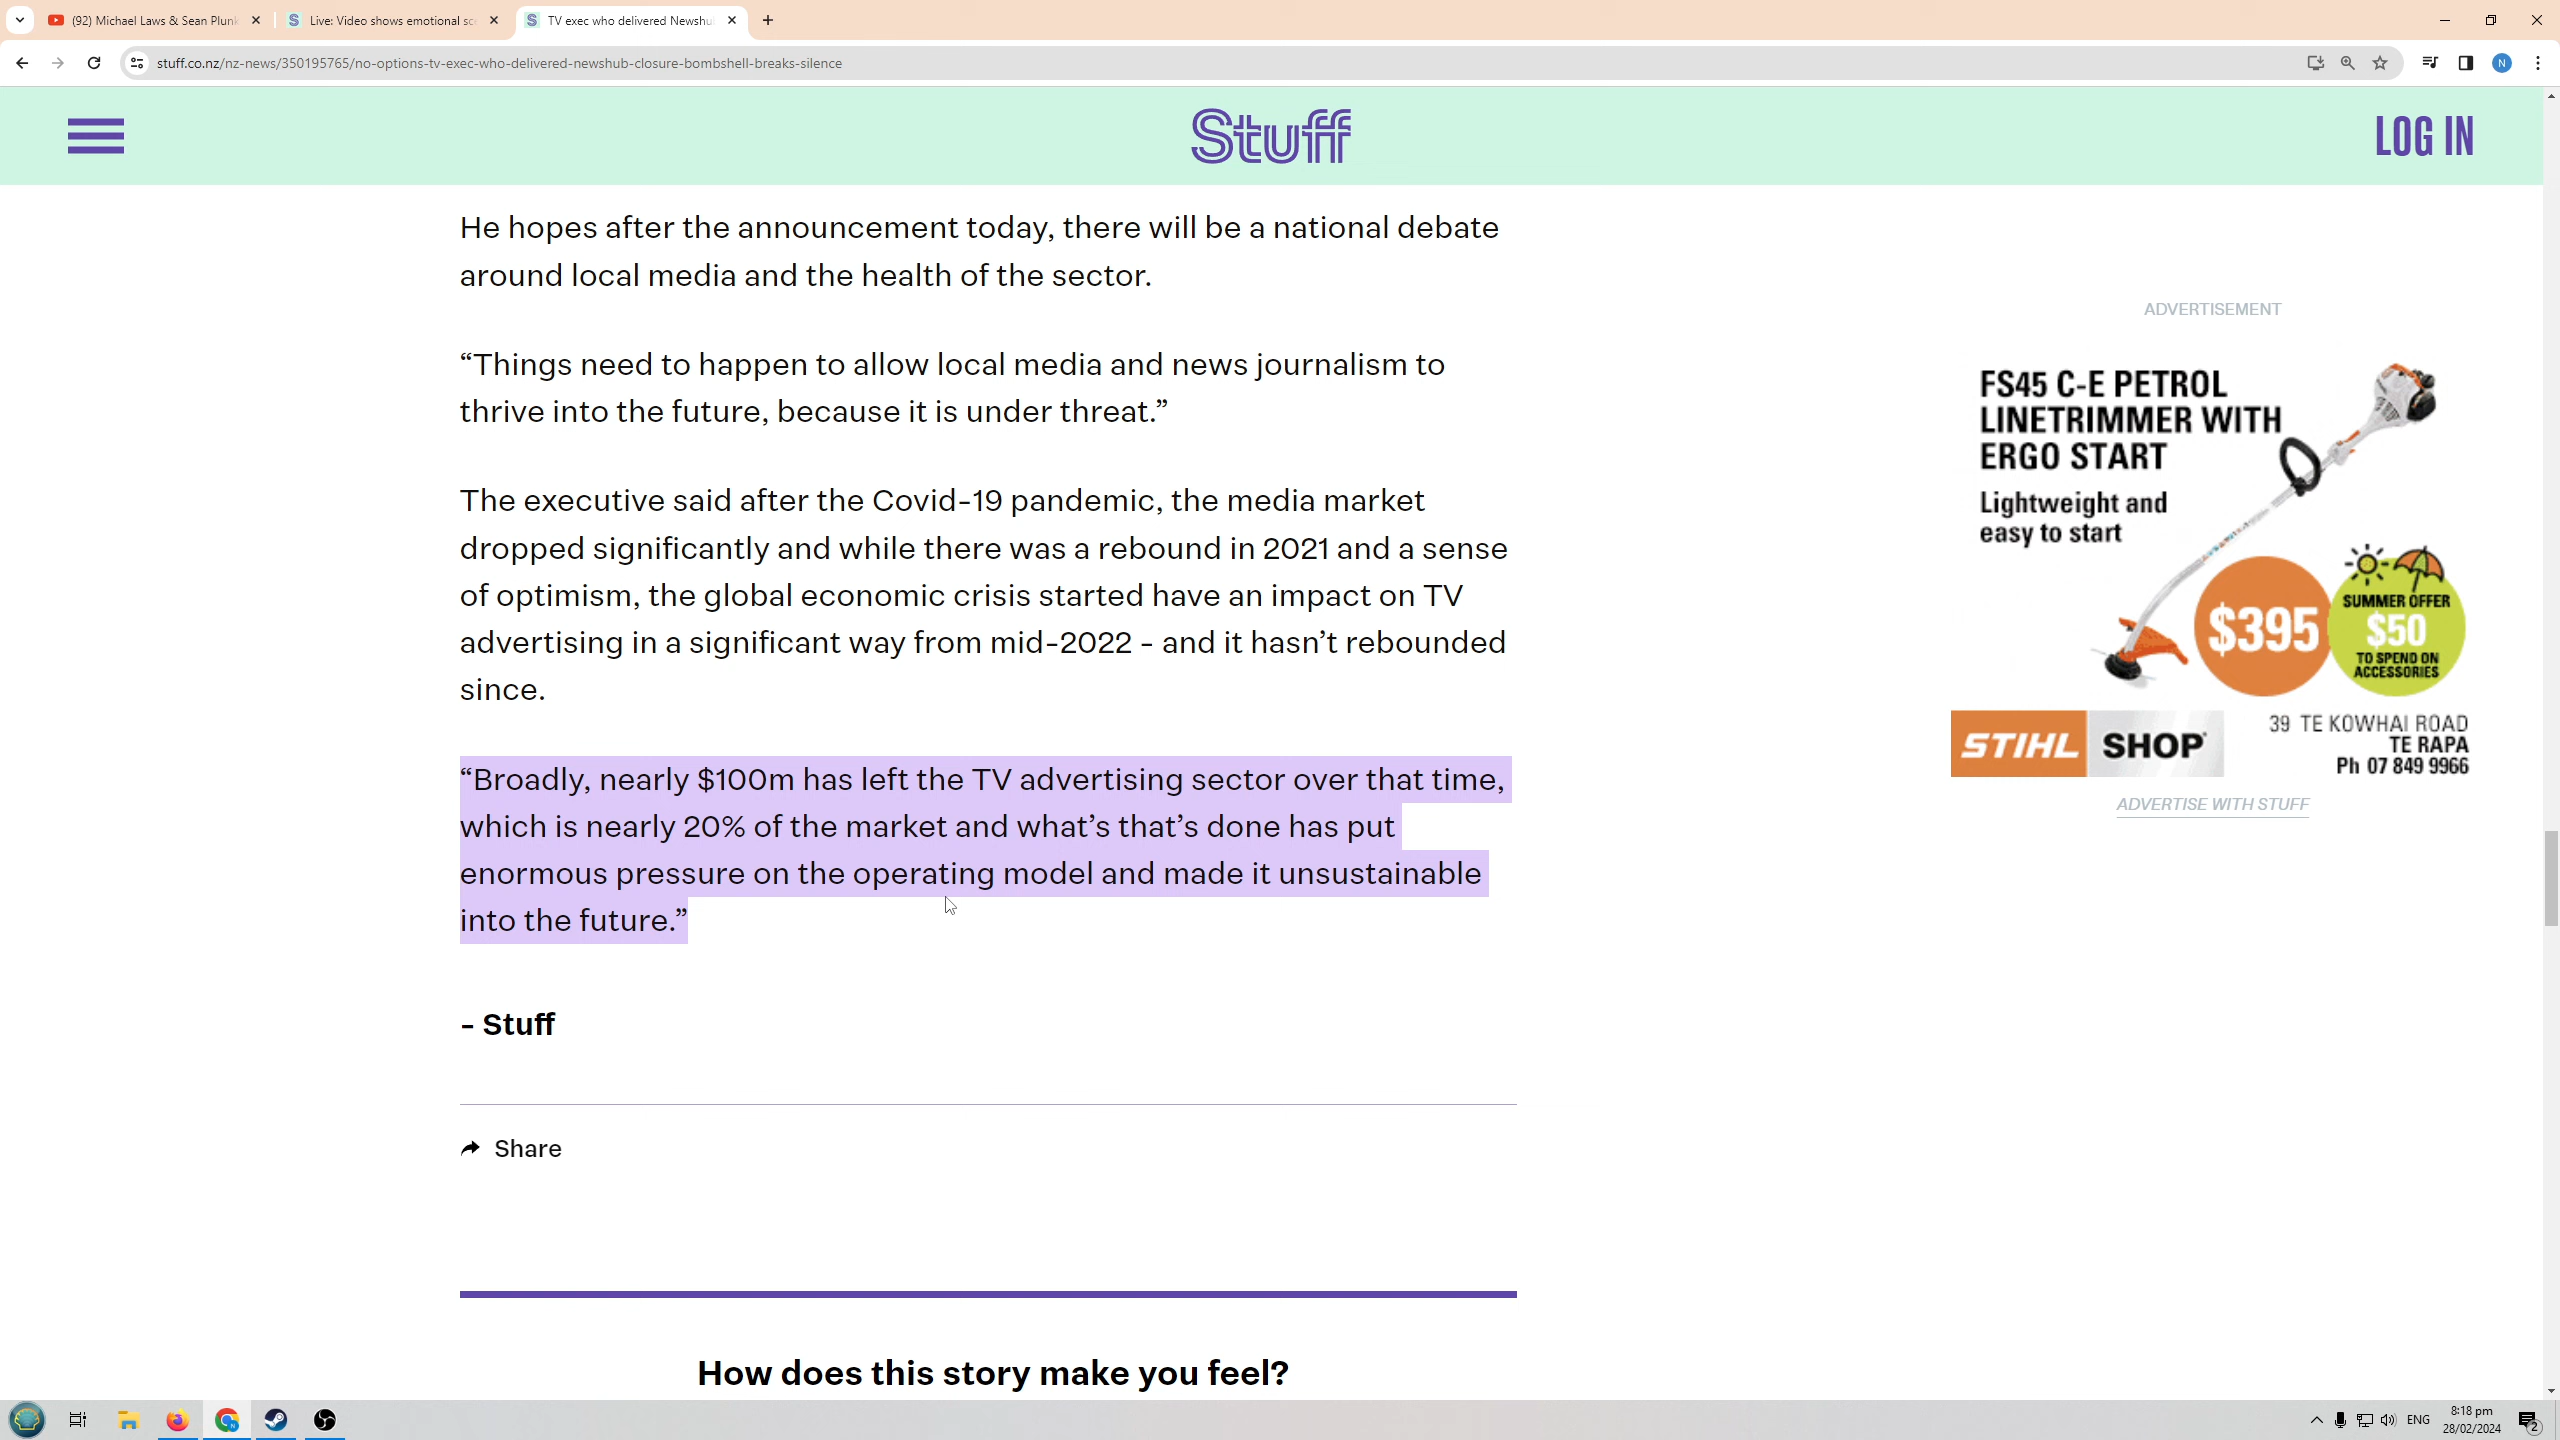 (92) Michael Laws & Sean Plunk
Live: Video shows emotional sc
TV exec who delivered Newshu
stuff.co.nz/nz-news/350195765/no-options-tv-exec-who-delivered-newshub-closure-bombshell-breaks-silence
N
Stuff
LOG IN
He hopes after the announcement today, there will be a national debate
around local media and the health of the sector.
“Things need to happen to allow local media and news journalism to
thrive into the future, because it is under threat.”
The executive said after the Covid-19 pandemic, the media market
dropped significantly and while there was a rebound in 2021 and a sense
of optimism, the global economic crisis started have an impact on TV
advertising in a significant way from mid-2022 - and it hasn’t rebounded
since.
“Broadly, nearly $100m has left the TV advertising sector over that time,
which is nearly 20% of the market and what’s that’s done has put
enormous pressure on the operating model and made it unsustainable
into the future.”
- Stuff
Share
How does this story make you feel?
ADVERTISEMENT
FS45 C-E PETROL
LINETRIMMER WITH
ERGO START
Lightweight and
easy to start
$395
SUMMER OFFER
$50
TO SPEND ON
ACCESSORIES
STIHL SHOP
39 TE KOWHAI ROAD
TE RAPA
Ph 07 849 9966
ADVERTISE WITH STUFF
ENG
8:18 pm
28/02/2024
2